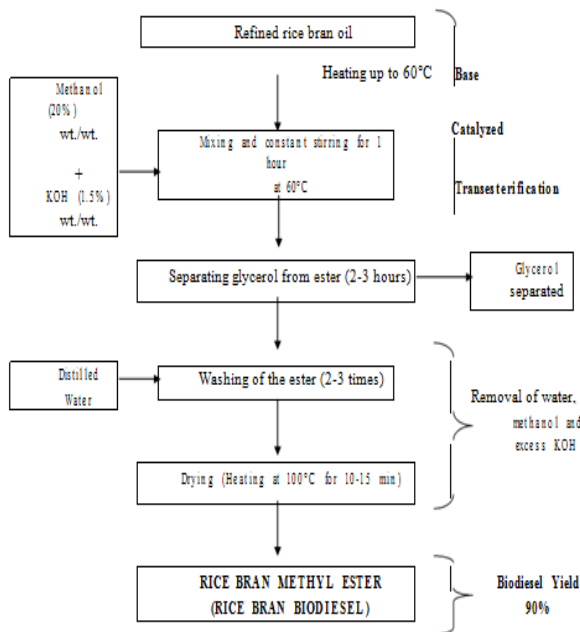 Refined rice bran oil
Heating up to 60°C
Base
Methanol
(20%)
wt./wt.
+
KOH (1.5%)
wt./wt.
Mixing and constant stirring for 1
hour
at 60°C
Catalyzed
Transesterification
Separating glycerol from ester (2-3 hours)
Glycerol
separated
Distilled
Water
Washing of the ester (2-3 times)
Removal of water,
methanol and
excess KOH
Drying (Heating at 100°C for 10-15 min)
RICE BRAN METHYL ESTER
(RICE BRAN BIODIESEL)
Biodiesel Yield
90%